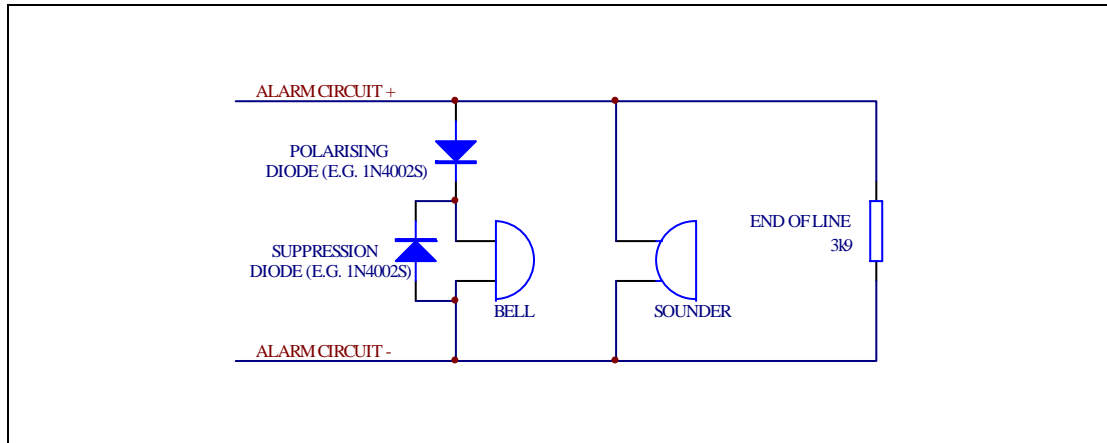 ALARM CIRCUIT +
POLARISING
DIODE (E.G. 1N4002S)
SUPPRESSION
DIODE (E.G. 1N4002S)
BELL
SOUNDER
END OF LINE
3k9
ALARM CIRCUIT -